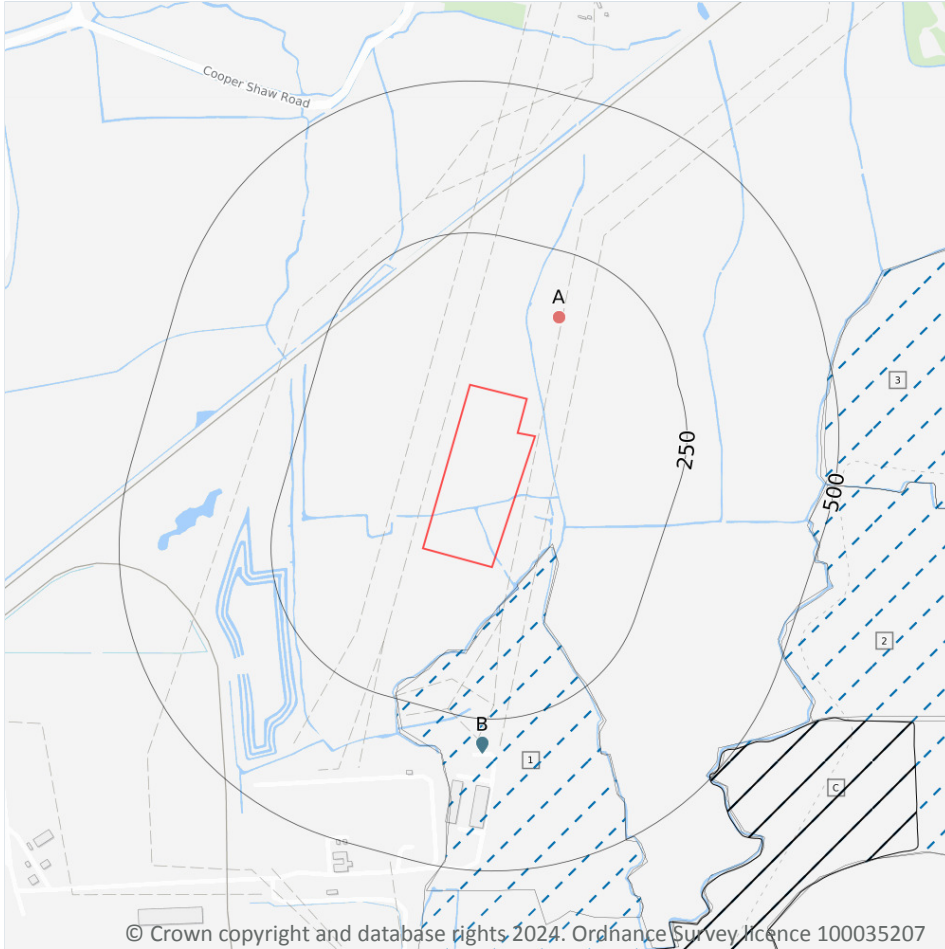 Cooper Shaw Road
A
3
250
500
2
B
1
C
© Crown copyright and database rights 2024. Ordnance Survey licence 100035207